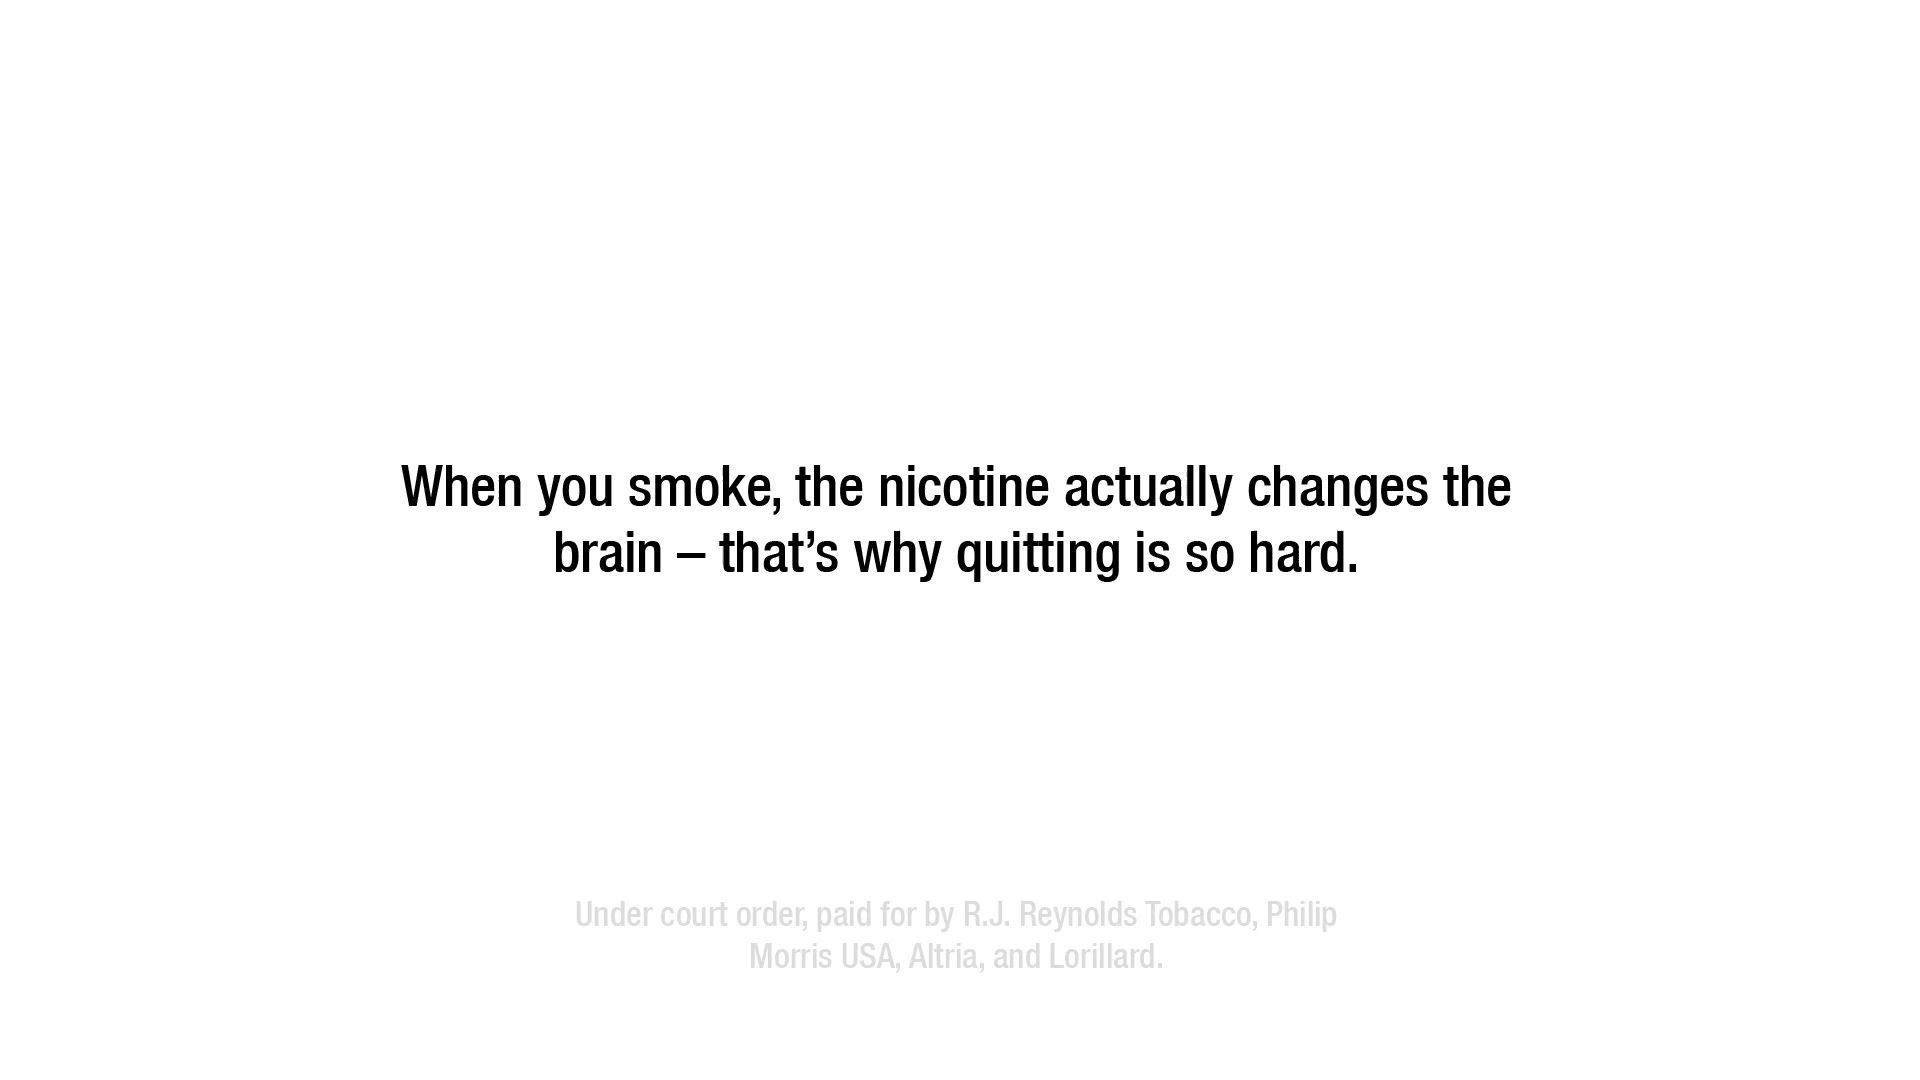 When you smoke, the nicotine actually changes the
brain – that’s why quitting is so hard.
Under court order, paid for by R.J. Reynolds Tobacco, Philip
Morris USA, Altria, and Lorillard.